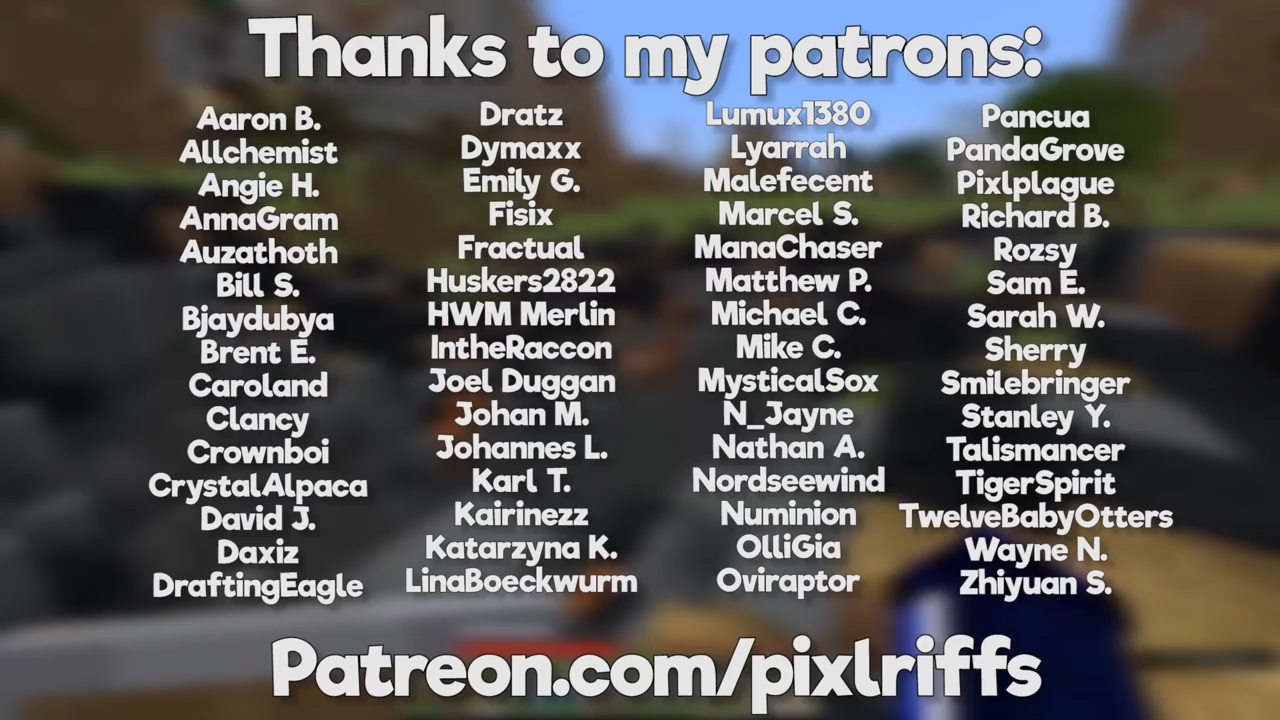 Thanks to my patrons:
Aaron B.
Allchemist
Angie H.
AnnaGram
Auzathoth
Bill S.
Bjaydubya
Brent E.
Caroland
Clancy
Crownboi
CrystalAlpaca
David J.
Daxiz
DraftingEagle
Dratz
Dymaxx
Emily G.
Fisix
Fractual
Huskers2822
HWM Merlin
IntheRaccon
Joel Duggan
Johan M.
Johannes L.
Karl T.
Kairinezz
Katarzyna K.
LinaBoeckwurm
Lumux1380
Lyarrah
Malefecent
Marcel S.
ManaChaser
Matthew P.
Michael C.
Mike C.
MysticalSox
N_Jayne
Nathan A.
Nordseewind
Numinion
OlliGia
Oviraptor
Pancua
PandaGrove
Pixlplague
Richard B.
Rozsy
Sam E.
Sarah W.
Sherry
Smilebringer
Stanley Y.
Talismancer
TigerSpirit
TwelveBabyOtters
Wayne N.
Zhiyuan S.
Patreon.com/pixlriffs